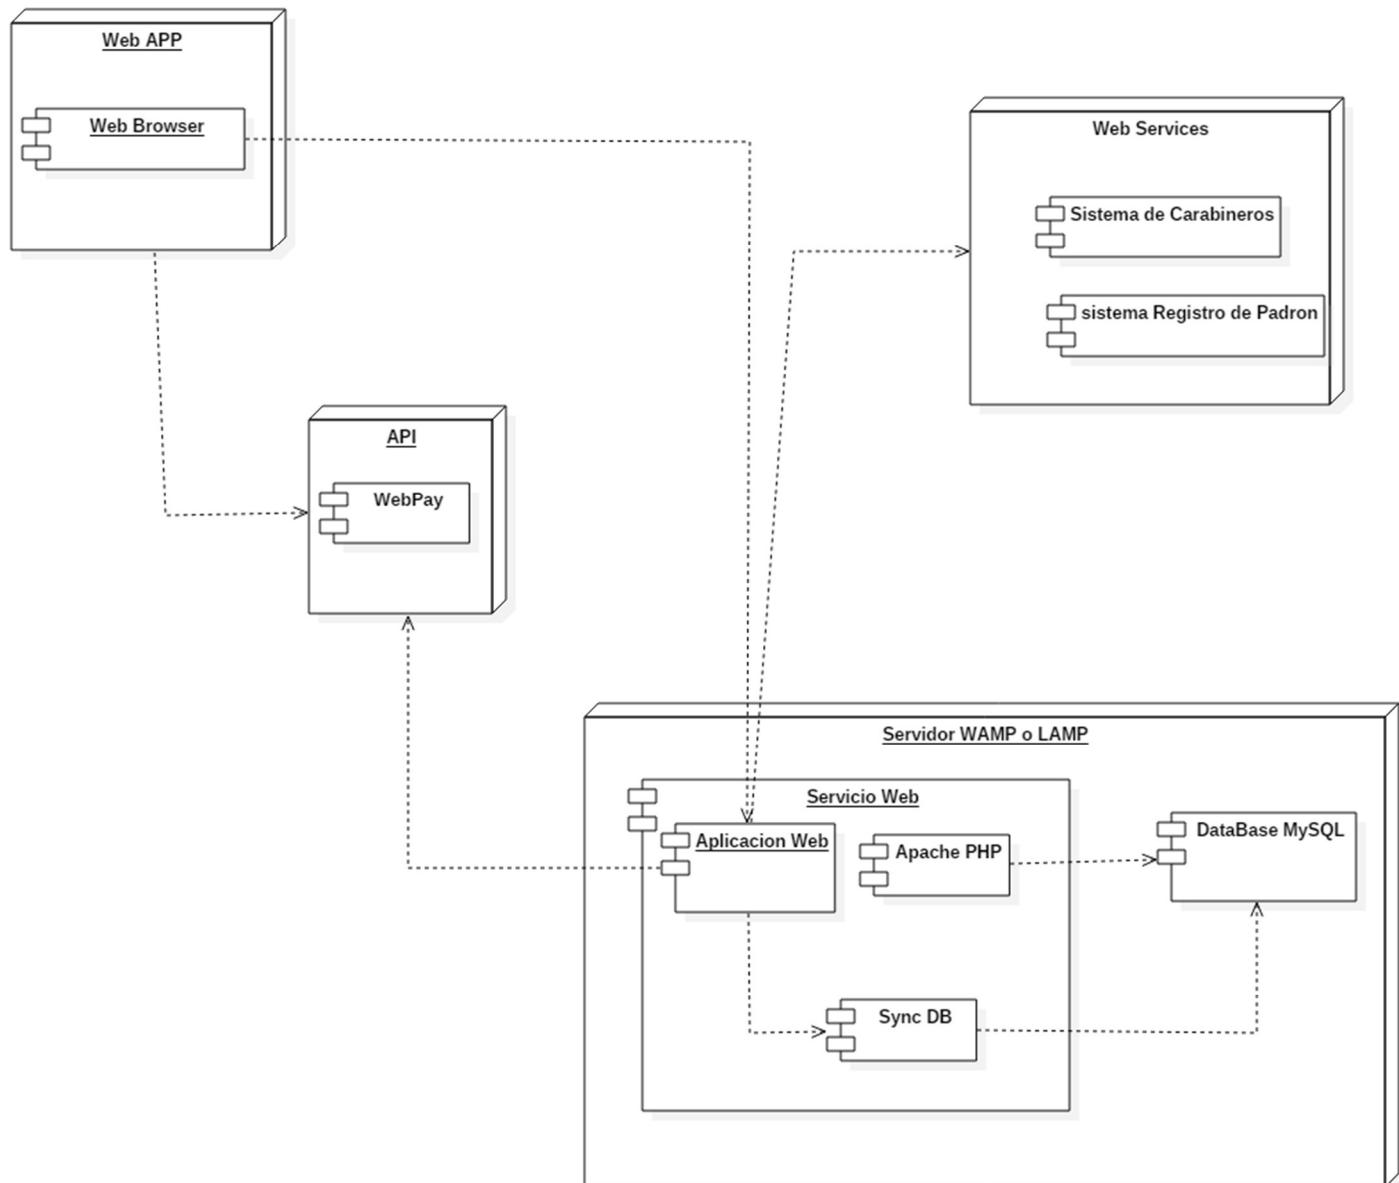 Web APP
Web Browser
Web Services
Sistema de Carabineros
sistema Registro de Padron
API
WebPay
Servidor WAMP o LAMP
Servicio Web
Aplicacion Web
Apache PHP
DataBase MySQL
Sync DB